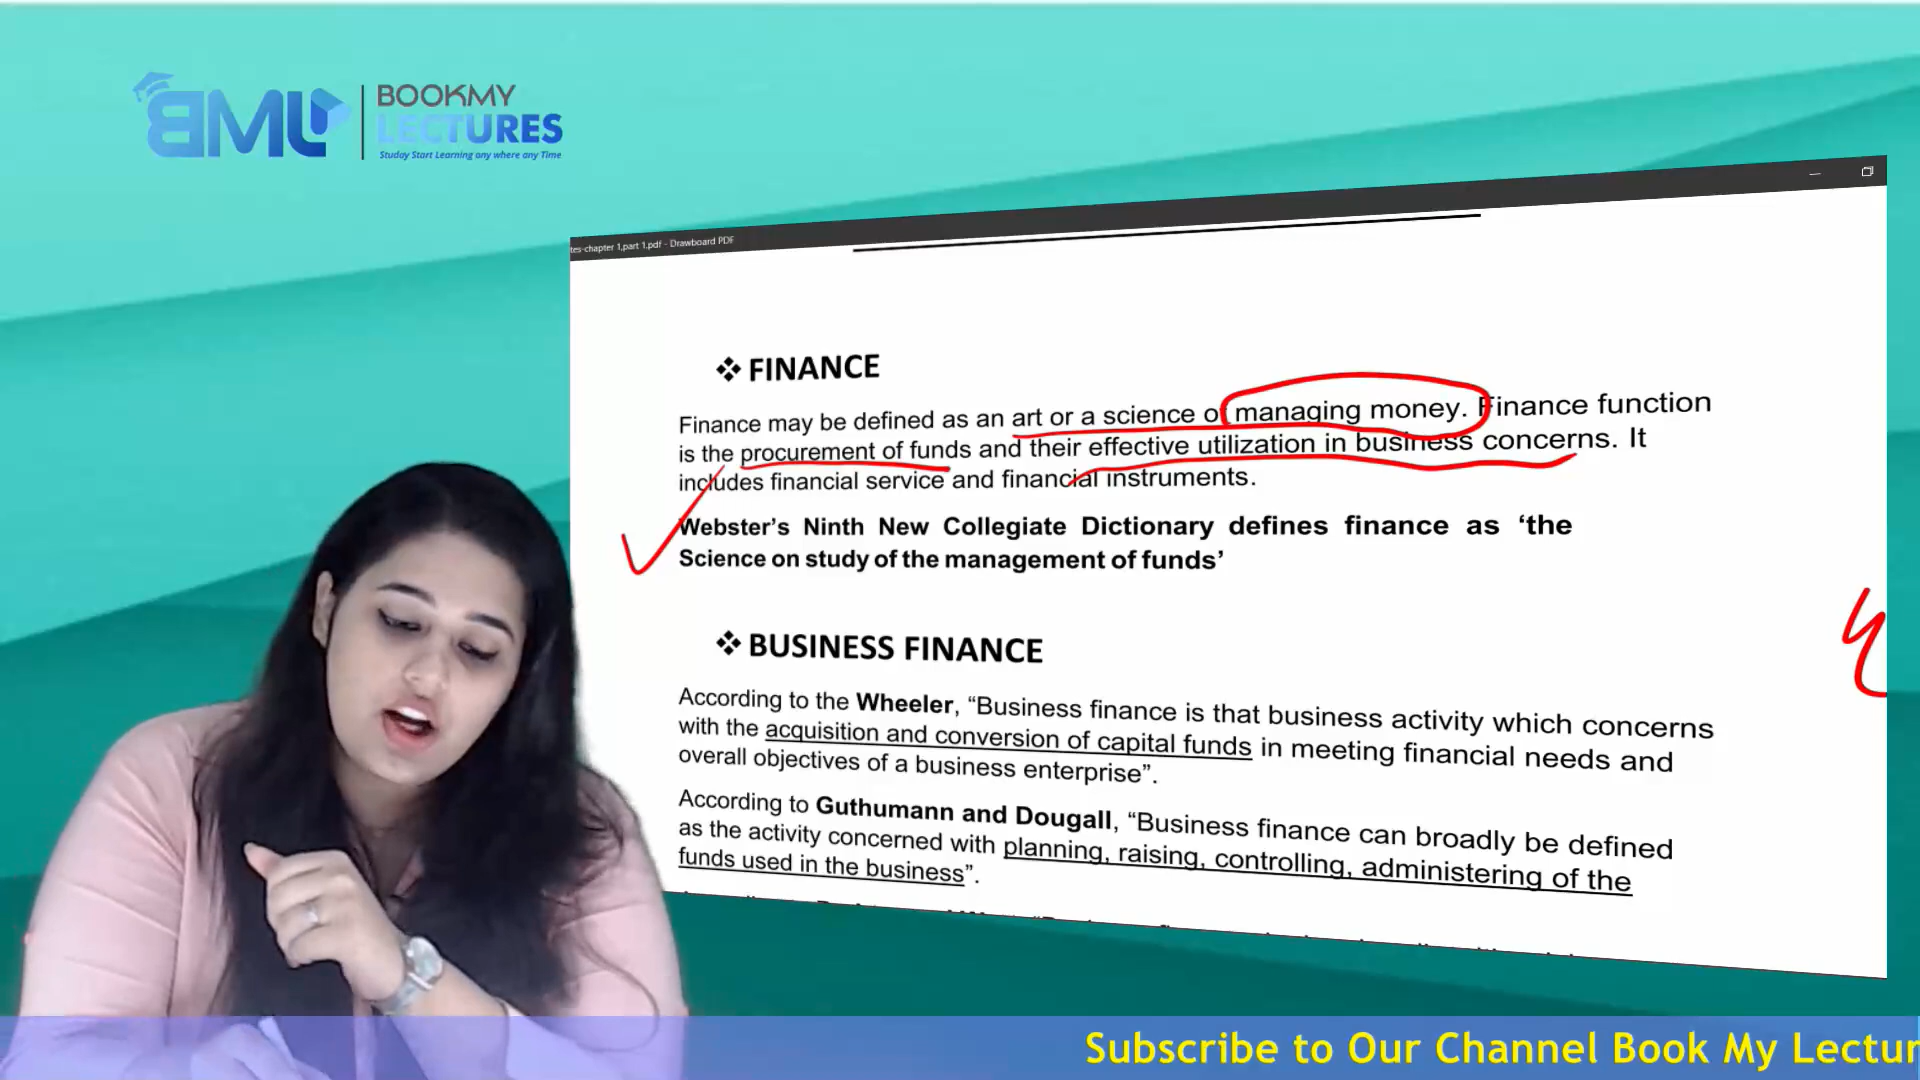 BML
BOOKMY
LECTURES
Studay Start Learning any where any Time
tes-chapter 1,part 1.pdf - Drawboard PDF
❖ FINANCE
Finance may be defined as an art or a science of managing money. Finance function
is the procurement of funds and their effective utilization in business concerns. It
includes financial service and financial instruments.
Webster's Ninth New Collegiate Dictionary defines finance as ‘the
Science on study of the management of funds’
❖ BUSINESS FINANCE
According to the Wheeler, “Business finance is that business activity which concerns
with the acquisition and conversion of capital funds in meeting financial needs and
overall objectives of a business enterprise”.
According to Guthumann and Dougall, “Business finance can broadly be defined
as the activity concerned with planning, raising, controlling, administering of the
funds used in the business”.
Subscribe to Our Channel Book My Lectur